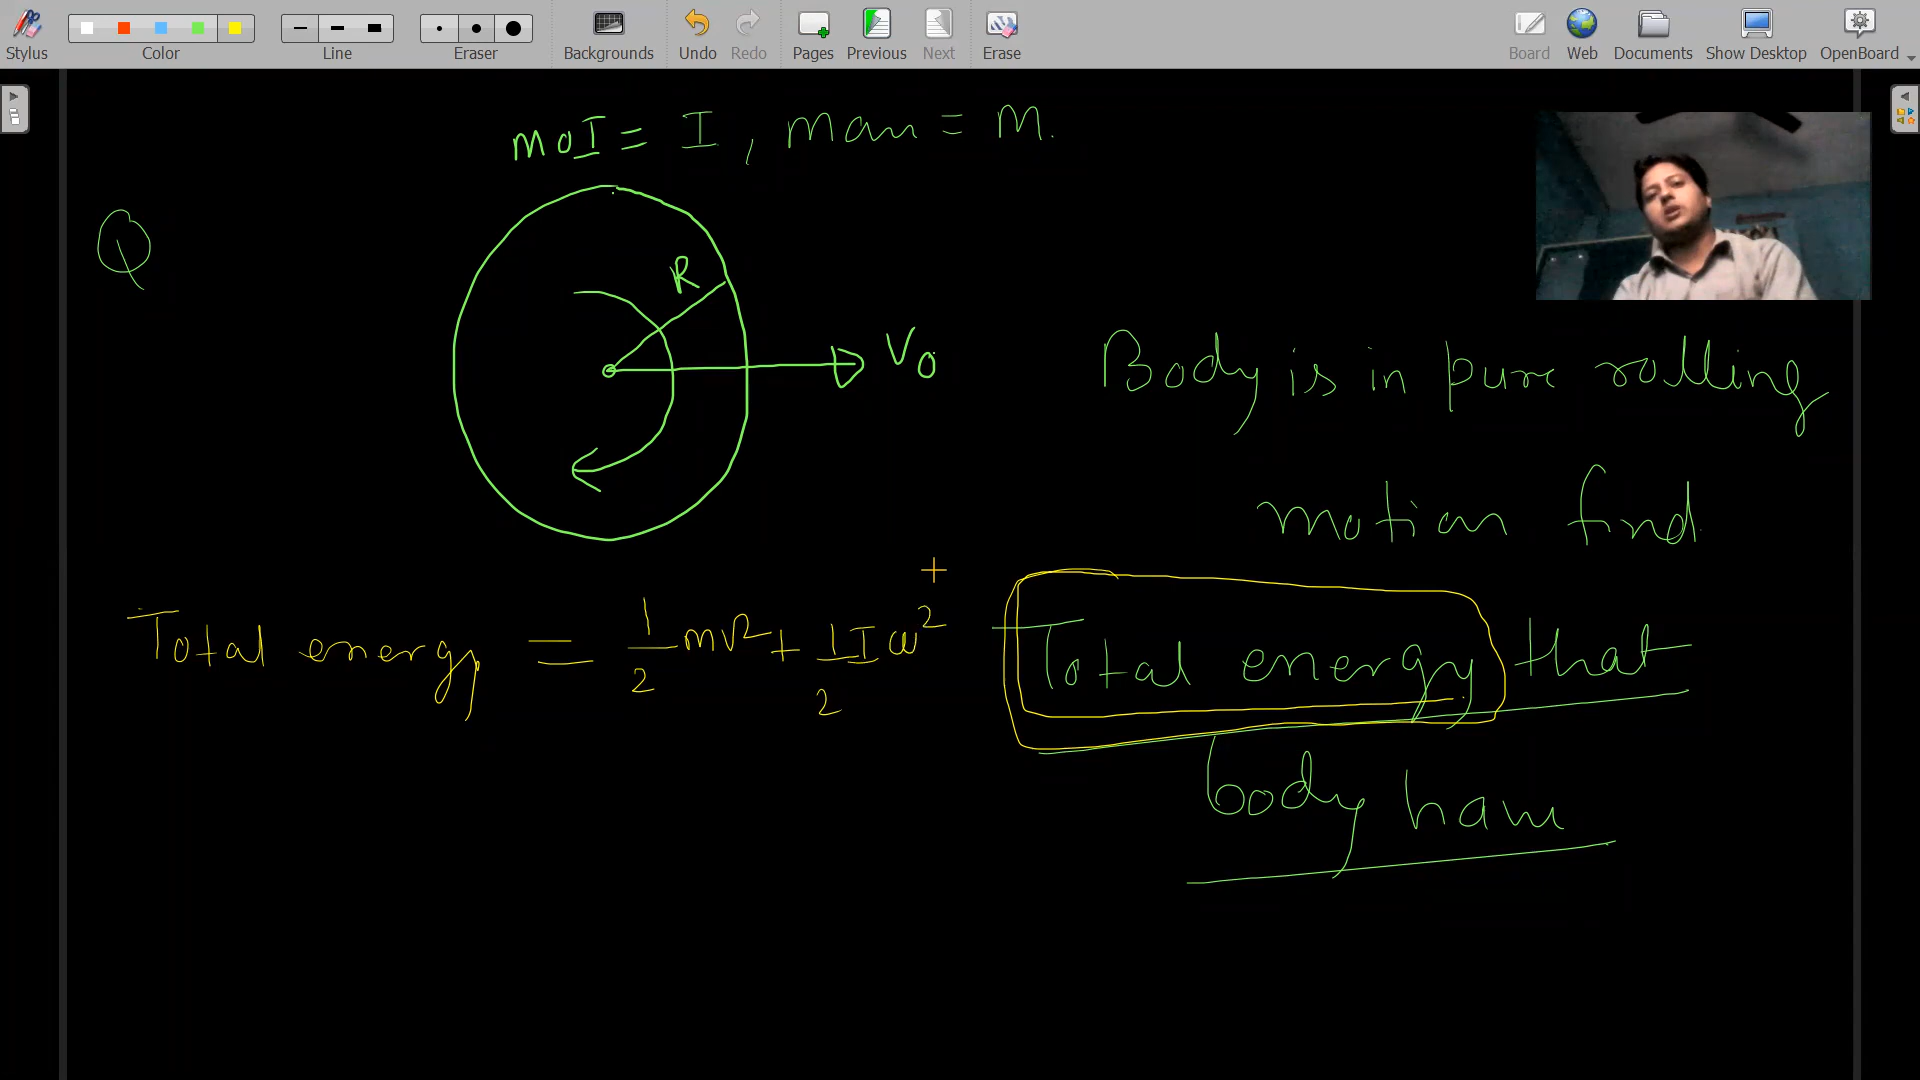 Stylus
Color
Line
Eraser
Backgrounds
Undo
Redo
Pages
Previous
Next
Erase
Board
Web
Documents
Show Desktop
OpenBoard
MOI = I, Mass = M.
Q
R
V0
Body is in pure rolling
motion find
Total energy that
body have
Total energy = 1/2 mv² + 1/2 Iω² +